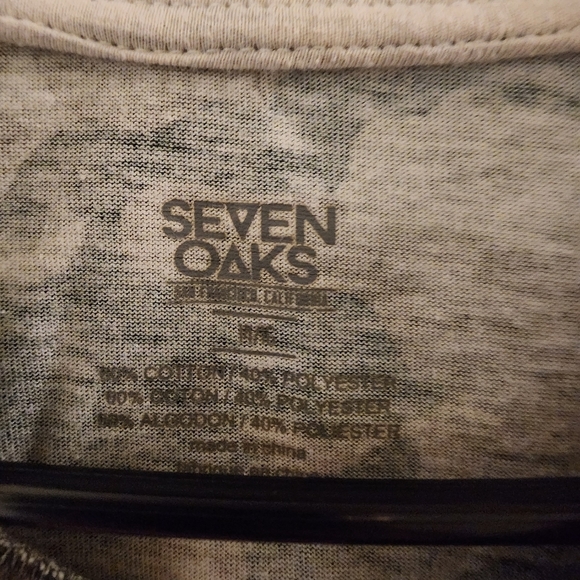 SEVEN
OAKS
SAN FRANCISCO, CALIFORNIA
60% COTTON / 40% POLYESTER
60% COTON / 40% POLYESTER
60% ALGODON / 40% POLIESTER
made in china